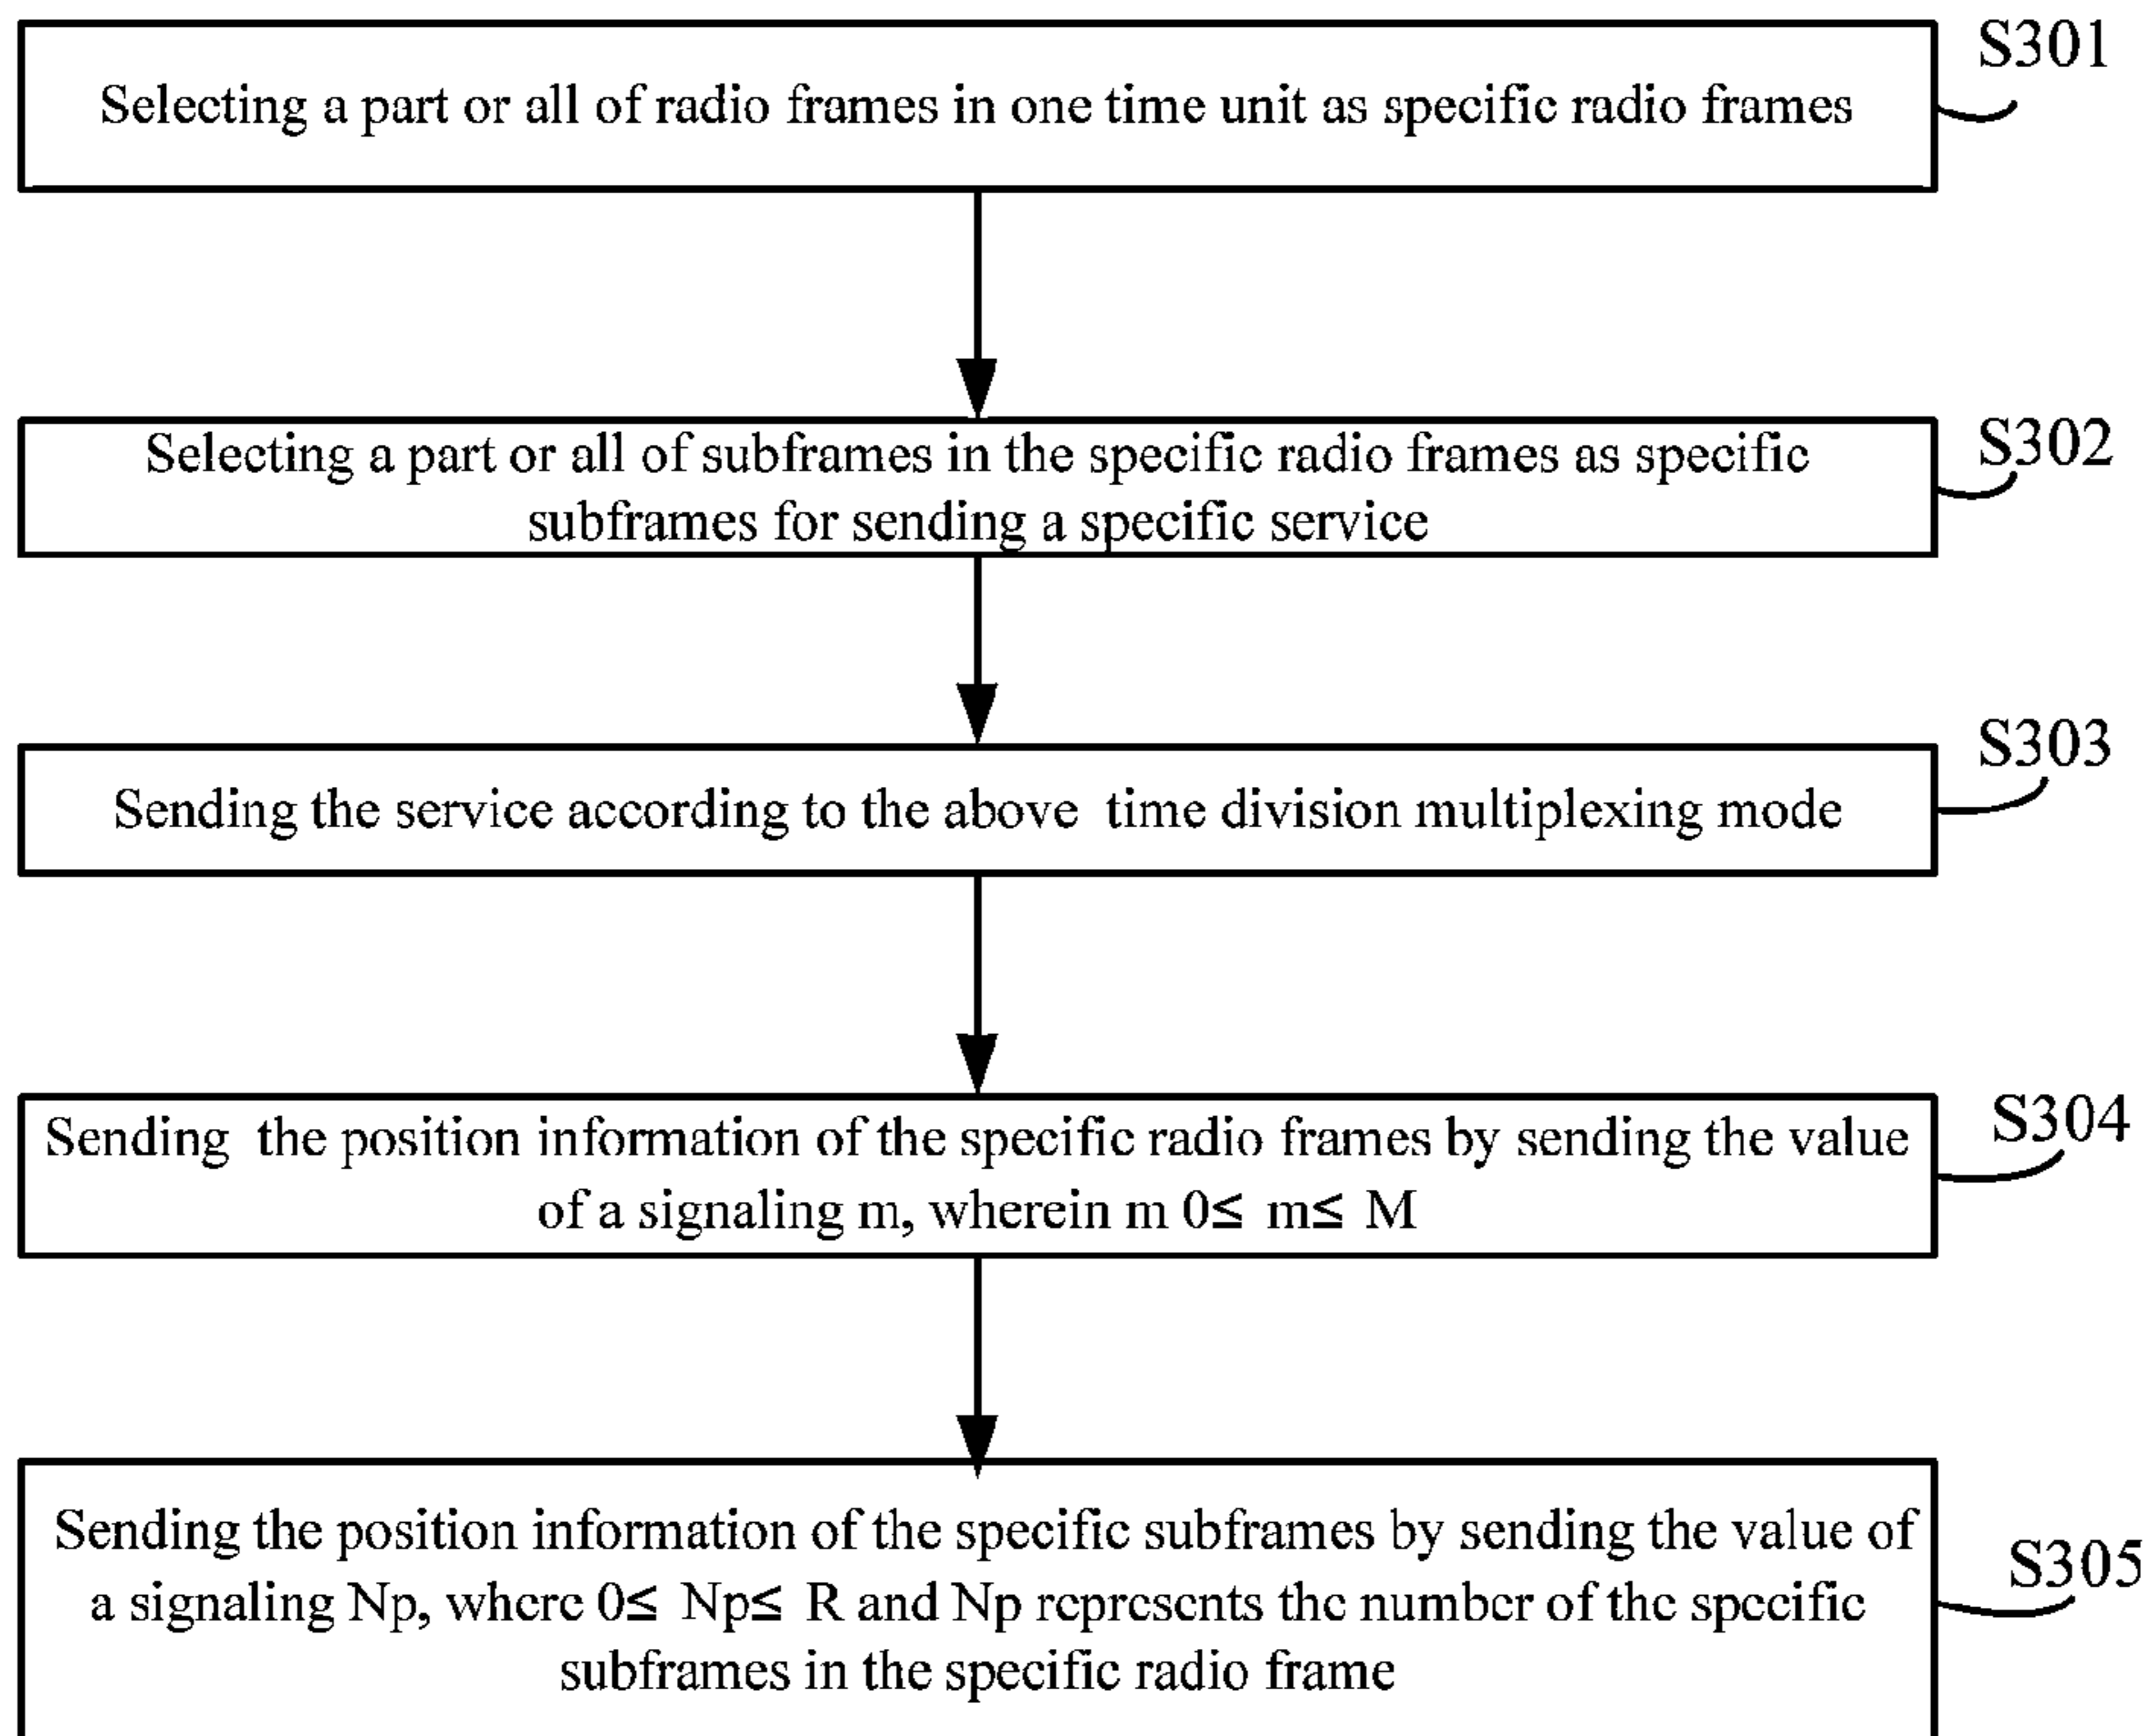 S301
Selecting a part or all of radio frames in one time unit as specific radio frames
S302
Selecting a part or all of subframes in the specific radio frames as specific
subframes for sending a specific service
S303
Sending the service according to the above time division multiplexing mode
S304
Sending the position information of the specific radio frames by sending the value
of a signaling m, wherein m 0≤ m≤ M
Sending the position information of the specific subframes by sending the value of
S305
a signaling Np, where 0≤ Np≤ R and Np represents the number of the specific
subframes in the specific radio frame